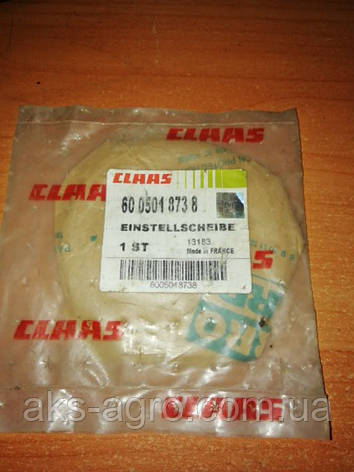 CLAAS
CLAAS
60 0501 873 8
EINSTELLSCHEIBE
1 ST
13183
Made in FRANCE
6005018738
CLAAS
CLAAS
aks-agro.com.ua